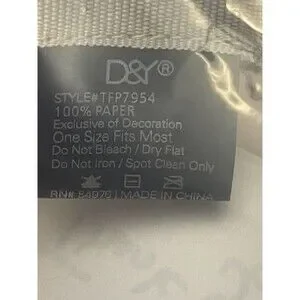 D&Y®
STYLE#TFP7954
100% PAPER
Exclusive of Decoration
One Size Fits Most
Do Not Bleach / Dry Flat
Do Not Iron / Spot Clean Only
RN#: 84976 / MADE IN CHINA